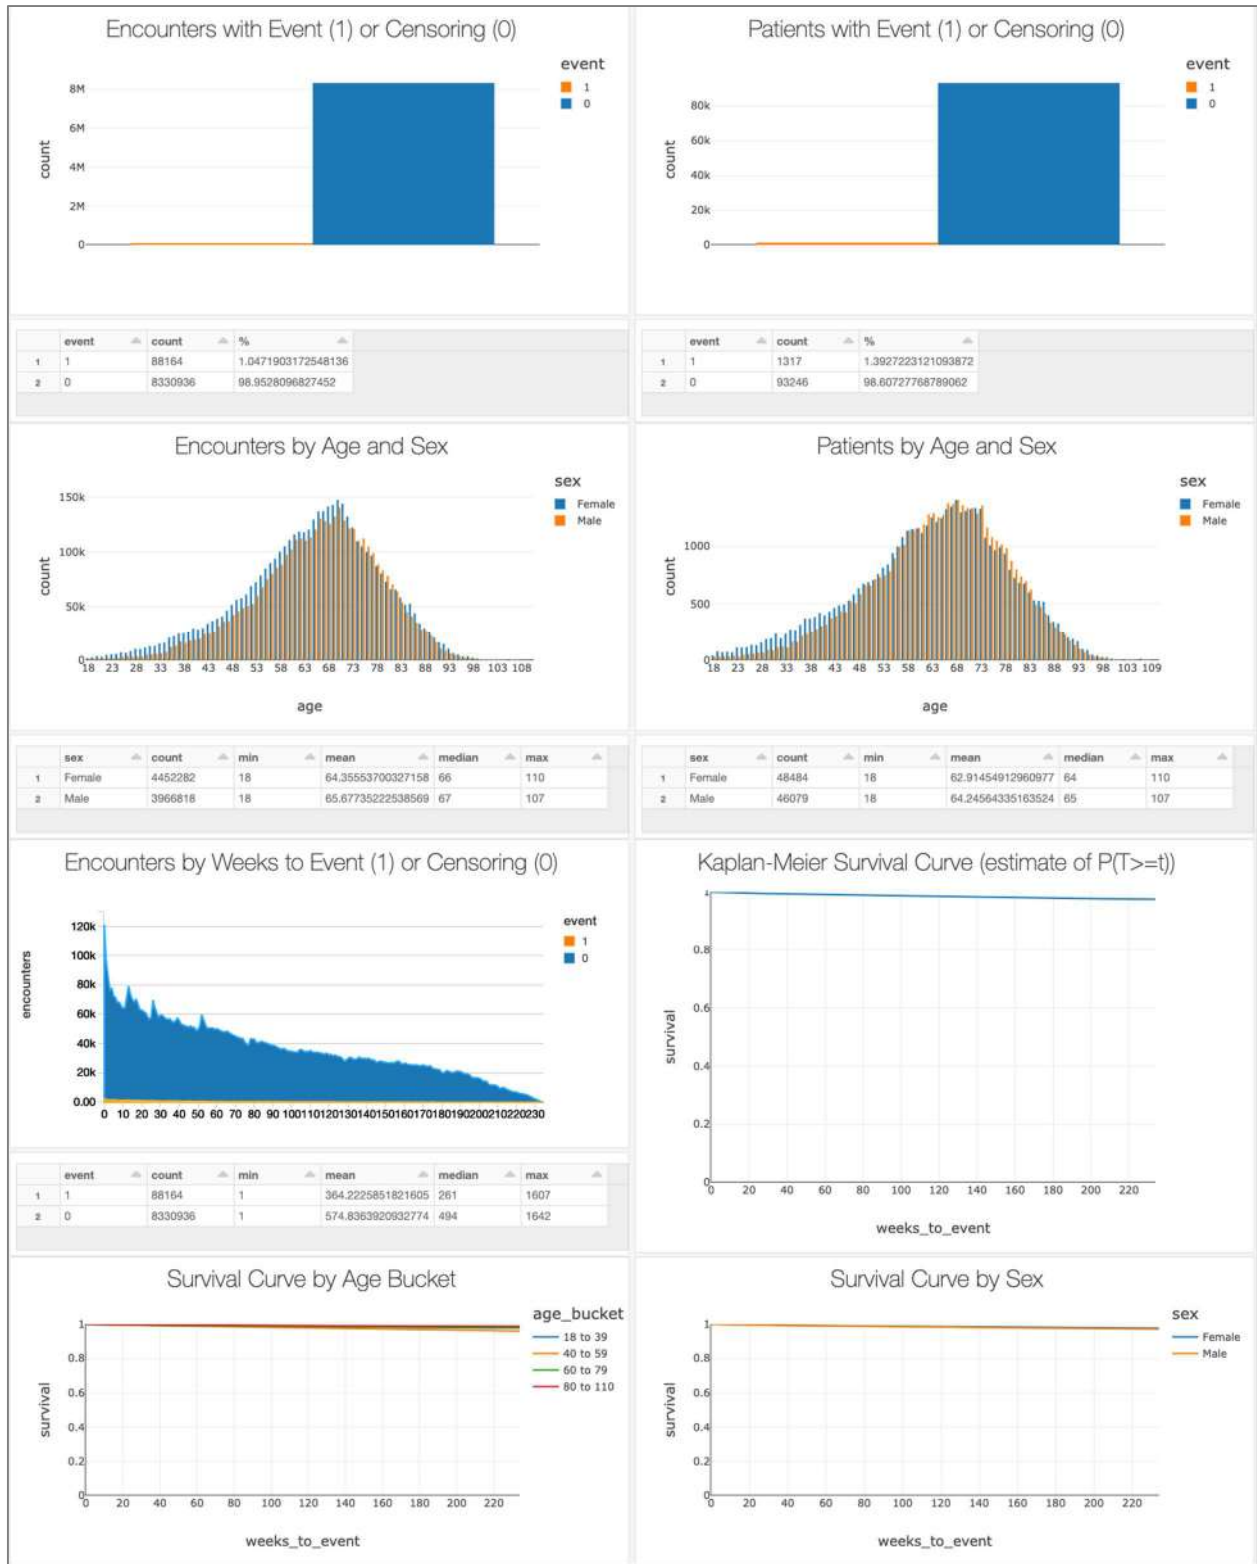 Encounters with Event (1) or Censoring (0)
event
1
0
8M
6M
4M
2M
0
count
event count %
1 1 88164 1.0471903172548136
2 0 8330936 98.9528096827452
Patients with Event (1) or Censoring (0)
event
1
0
80k
60k
40k
20k
0
count
event count %
1 1 1317 1.3927223121093872
2 0 93246 98.60727768789062
Encounters by Age and Sex
sex
Female
Male
150k
100k
50k
0
count
18 23 28 33 38 43 48 53 58 63 68 73 78 83 88 93 98 103 108
age
sex count min mean median max
1 Female 4452282 18 64.35553700327158 66 110
2 Male 3966818 18 65.67735222538569 67 107
Patients by Age and Sex
sex
Female
Male
1000
500
0
count
18 23 28 33 38 43 48 53 58 63 68 73 78 83 88 93 98 103 109
age
sex count min mean median max
1 Female 48484 18 62.91454912960977 64 110
2 Male 46079 18 64.24564335163524 65 107
Encounters by Weeks to Event (1) or Censoring (0)
event
1
0
120k
100k
80k
60k
40k
20k
0.00
encounters
0 10 20 30 40 50 60 70 80 90 100110120130140150160170180190200210220230
event count min mean median max
1 1 88164 1 364.2225851821605 261 1607
2 0 8330936 1 574.8363920932774 494 1642
Kaplan-Meier Survival Curve (estimate of P(T>=t))
1
0.8
0.6
0.4
0.2
0
survival
0 20 40 60 80 100 120 140 160 180 200 220
weeks_to_event
Survival Curve by Age Bucket
age_bucket
18 to 39
40 to 59
60 to 79
80 to 110
1
0.8
0.6
0.4
0.2
0
survival
0 20 40 60 80 100 120 140 160 180 200 220
weeks_to_event
Survival Curve by Sex
sex
Female
Male
1
0.8
0.6
0.4
0.2
0
survival
0 20 40 60 80 100 120 140 160 180 200 220
weeks_to_event